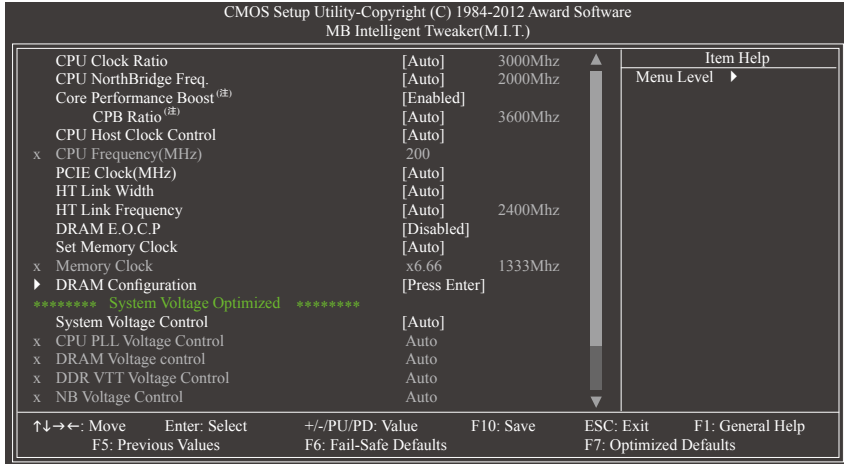 CMOS Setup Utility-Copyright (C) 1984-2012 Award Software
MB Intelligent Tweaker(M.I.T.)
CPU Clock Ratio [Auto] 3000Mhz
CPU NorthBridge Freq. [Auto] 2000Mhz
Core Performance Boost(注) [Enabled]
CPB Ratio(注) [Auto] 3600Mhz
CPU Host Clock Control [Auto]
x CPU Frequency(MHz) 200
PCIE Clock(MHz) [Auto]
HT Link Width [Auto]
HT Link Frequency [Auto] 2400Mhz
DRAM E.O.C.P [Disabled]
Set Memory Clock [Auto]
x Memory Clock x6.66 1333Mhz
DRAM Configuration [Press Enter]
******** System Voltage Optimized ********
System Voltage Control [Auto]
x CPU PLL Voltage Control Auto
x DRAM Voltage control Auto
x DDR VTT Voltage Control Auto
x NB Voltage Control Auto
Item Help
Menu Level
↑↓→←: Move Enter: Select +/-/PU/PD: Value F10: Save ESC: Exit F1: General Help
F5: Previous Values F6: Fail-Safe Defaults F7: Optimized Defaults